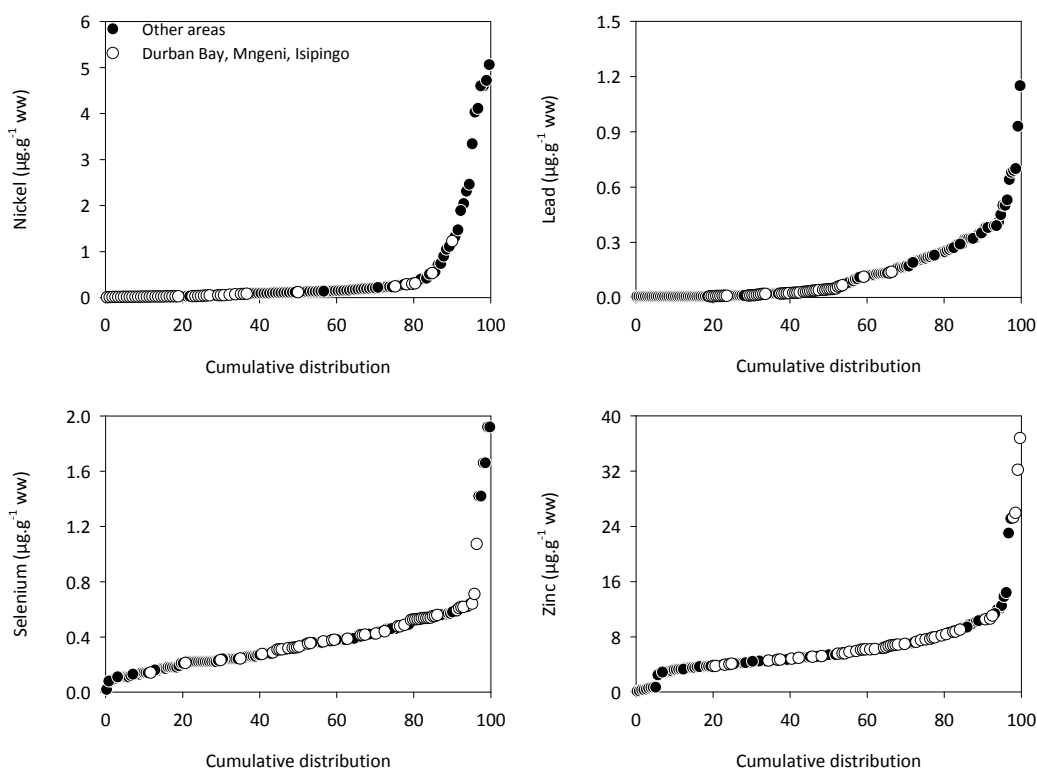 Nickel (µg.g⁻¹ ww)
6
5
4
3
2
1
0
Other areas
Durban Bay, Mngeni, Isipingo
0 20 40 60 80 100
Cumulative distribution
Lead (µg.g⁻¹ ww)
1.5
1.2
0.9
0.6
0.3
0.0
0 20 40 60 80 100
Cumulative distribution
Selenium (µg.g⁻¹ ww)
2.0
1.6
1.2
0.8
0.4
0.0
0 20 40 60 80 100
Cumulative distribution
Zinc (µg.g⁻¹ ww)
40
32
24
16
8
0
0 20 40 60 80 100
Cumulative distribution